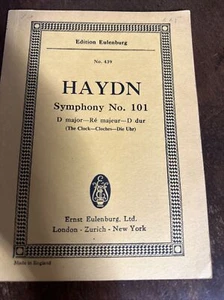 Edition Eulenburg
No. 439
HAYDN
Symphony No. 101
D major—Ré majeur—D dur
(The Clock—Cloches—Die Uhr)
Ernst Eulenburg, Ltd.
London - Zurich - New York
Made in England